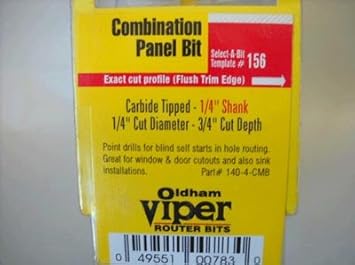 Combination
Panel Bit
Select-A-Bit
Template # 156
Exact cut profile (Flush Trim Edge)
Carbide Tipped - 1/4" Shank
1/4" Cut Diameter - 3/4" Cut Depth
Point drills for blind self starts in hole routing.
Great for window & door cutouts and also sink
installations. Part# 140-4-CMB
Oldham
Viper
ROUTER BITS
0 49551 00783 0